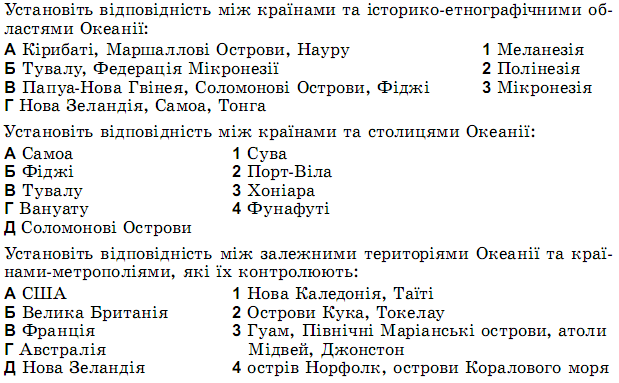 Установіть відповідність між країнами та історико-етнографічними об-
ластями Океанії:
А Кірибаті, Маршаллові Острови, Науру 1 Меланезія
Б Тувалу, Федерація Мікронезії 2 Полінезія
В Папуа-Нова Гвінея, Соломонові Острови, Фіджі 3 Мікронезія
Г Нова Зеландія, Самоа, Тонга
Установіть відповідність між країнами та столицями Океанії:
А Самоа 1 Сува
Б Фіджі 2 Порт-Віла
В Тувалу 3 Хоніара
Г Вануату 4 Фунафуті
Д Соломонові Острови
Установіть відповідність між залежними територіями Океанії та краї-
нами-метрополіями, які їх контролюють:
А США 1 Нова Каледонія, Таїті
Б Велика Британія 2 Острови Кука, Токелау
В Франція 3 Гуам, Північні Маріанські острови, атоли
Г Австралія Мідвей, Джонстон
Д Нова Зеландія 4 острів Норфолк, острови Коралового моря